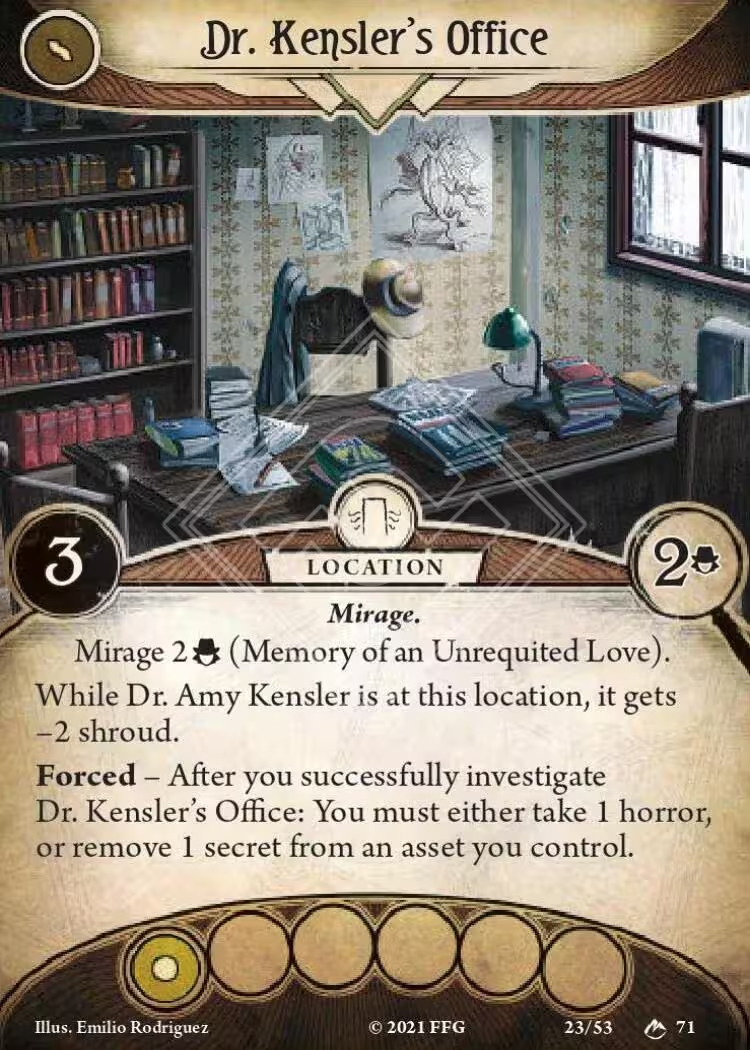 Dr. Kensler's Office
3
2
LOCATION
Mirage.
Mirage 2 (Memory of an Unrequited Love).
While Dr. Amy Kensler is at this location, it gets
–2 shroud.
Forced – After you successfully investigate
Dr. Kensler's Office: You must either take 1 horror,
or remove 1 secret from an asset you control.
Illus. Emilio Rodriguez
© 2021 FFG
23/53
71